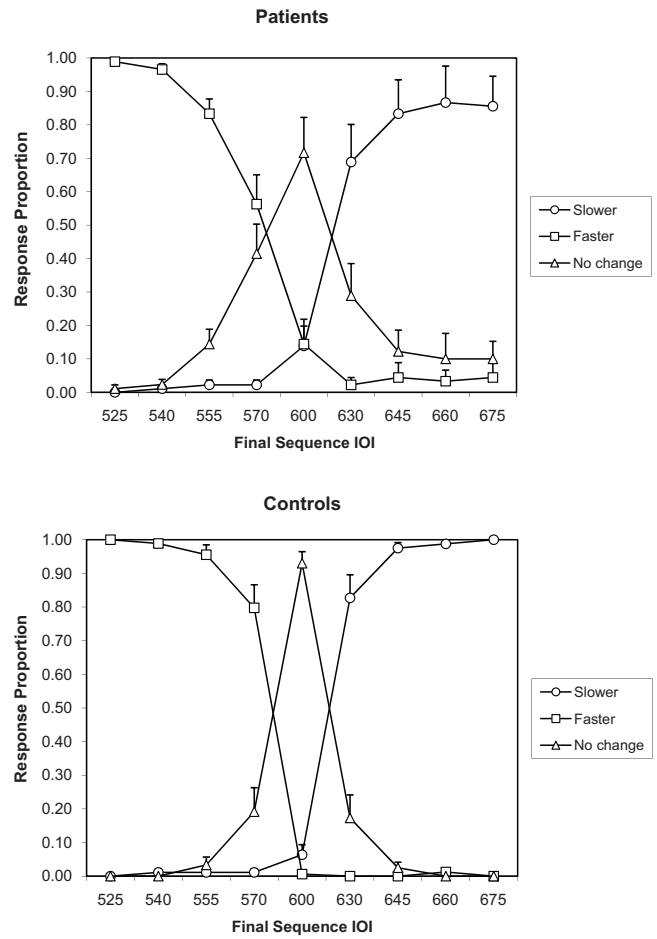 Patients
1.00
0.90
0.80
0.70
0.60
0.50
0.40
0.30
0.20
0.10
0.00
Response Proportion
525 540 555 570 600 630 645 660 675
Final Sequence IOI
Slower
Faster
No change
Controls
1.00
0.90
0.80
0.70
0.60
0.50
0.40
0.30
0.20
0.10
0.00
Response Proportion
525 540 555 570 600 630 645 660 675
Final Sequence IOI
Slower
Faster
No change